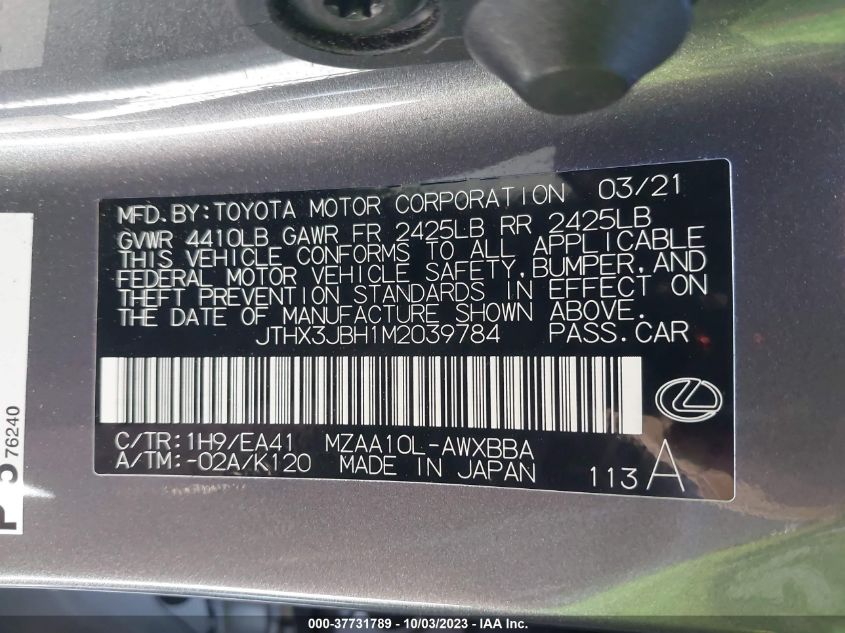 MFD. BY: TOYOTA MOTOR CORPORATION 03/21
GVWR 4410LB GAWR FR 2425LB RR 2425LB
THIS VEHICLE CONFORMS TO ALL APPLICABLE
FEDERAL MOTOR VEHICLE SAFETY, BUMPER, AND
THEFT PREVENTION STANDARDS IN EFFECT ON
THE DATE OF MANUFACTURE SHOWN ABOVE.
JTHX3JBH1M2039784 PASS. CAR
C/TR: 1H9/EA41 MZAA10L-AWXBBA
A/TM: -02A/K120 MADE IN JAPAN 113 A
76240
000-37731789 - 10/03/2023 - IAA Inc.